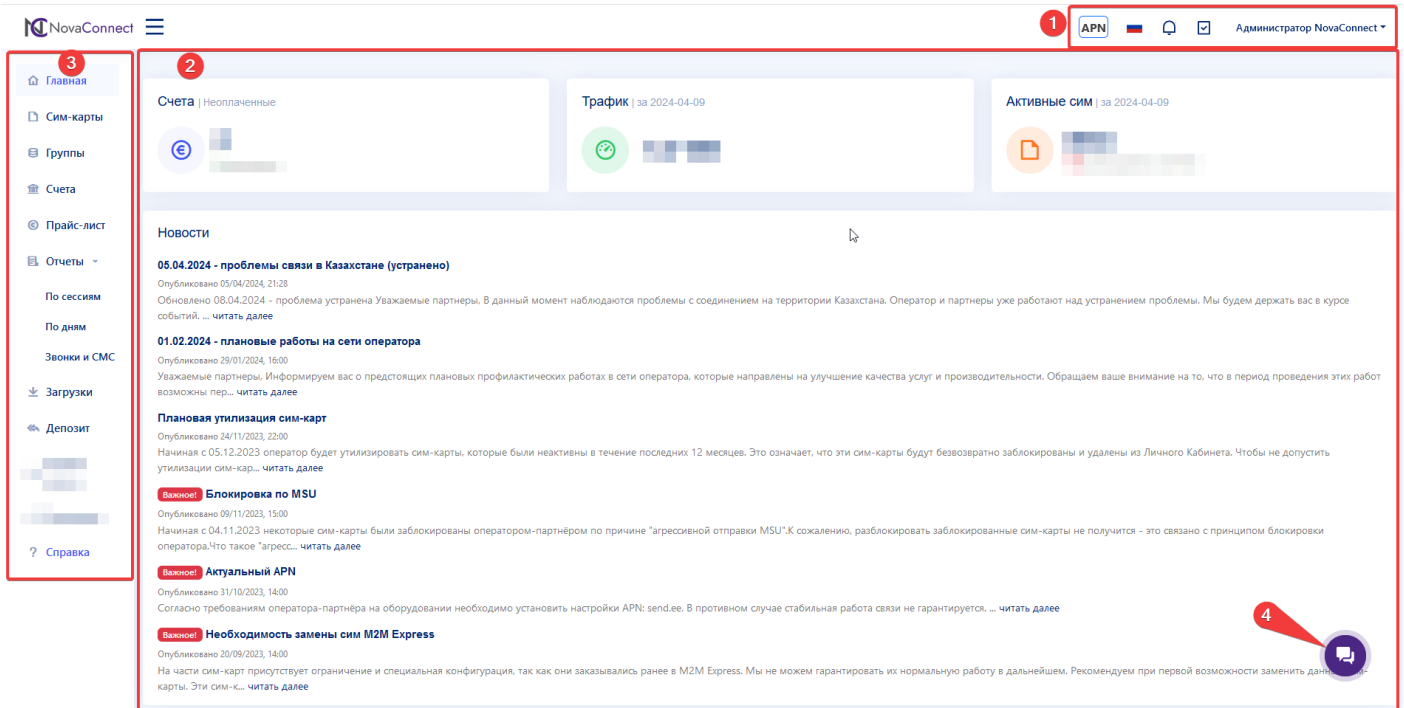 NovaConnect
1
APN
Администратор NovaConnect
3
Главная
Сим-карты
Группы
Счета
Прайс-лист
Отчеты
По сессиям
По дням
Звонки и СМС
Загрузки
Депозит
? Справка
2
Счета | Неоплаченные
Трафик | за 2024-04-09
Активные сим | за 2024-04-09
Новости
05.04.2024 - проблемы связи в Казахстане (устранено)
Опубликовано 05/04/2024, 21:28
Обновлено 08.04.2024 - проблема устранена Уважаемые партнеры, В данный момент наблюдаются проблемы с соединением на территории Казахстана. Оператор и партнеры уже работают над устранением проблемы. Мы будем держать вас в курсе
событий. ... читать далее
01.02.2024 - плановые работы на сети оператора
Опубликовано 29/01/2024, 16:00
Уважаемые партнеры, Информируем вас о предстоящих плановых профилактических работах в сети оператора, которые направлены на улучшение качества услуг и производительности. Обращаем ваше внимание на то, что в период проведения этих работ
возможны пер... читать далее
Плановая утилизация сим-карт
Опубликовано 24/11/2023, 22:00
Начиная с 05.12.2023 оператор будет утилизировать сим-карты, которые были неактивны в течение последних 12 месяцев. Это означает, что эти сим-карты будут безвозвратно заблокированы и удалены из Личного Кабинета. Чтобы не допустить
утилизации сим-кар... читать далее
Важное! Блокировка по MSU
Опубликовано 09/11/2023, 15:00
Начиная с 04.11.2023 некоторые сим-карты были заблокированы оператором-партнёром по причине "агрессивной отправки MSU".К сожалению, разблокировать заблокированные сим-карты не получится - это связано с принципом блокировки
оператора.Что такое "агресс... читать далее
Важное! Актуальный APN
Опубликовано 31/10/2023, 14:00
Согласно требованиям оператора-партнёра на оборудовании необходимо установить настройки APN: send.ee. В противном случае стабильная работа связи не гарантируется. ... читать далее
Важное! Необходимость замены сим M2M Express
Опубликовано 20/09/2023, 14:00
На части сим-карт присутствует ограничение и специальная конфигурация, так как они заказывались ранее в M2M Express. Мы не можем гарантировать их нормальную работу в дальнейшем. Рекомендуем при первой возможности заменить
карты. Эти сим-к... читать далее
4